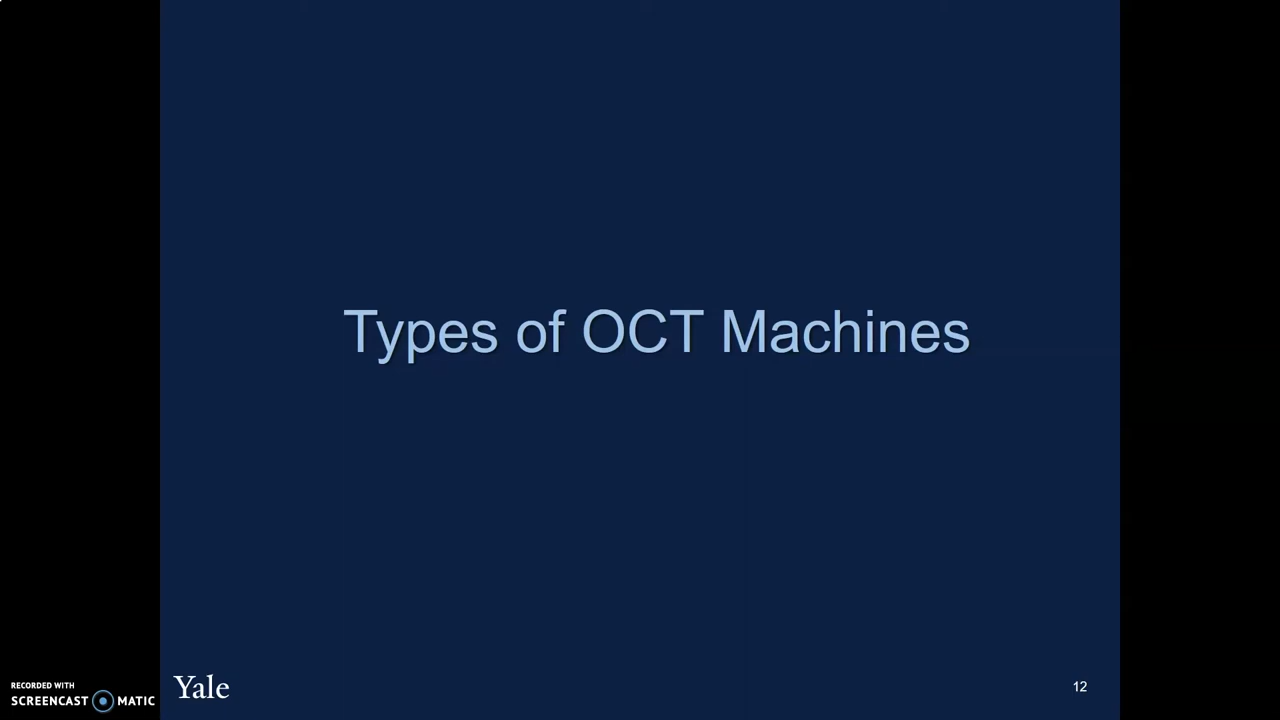 Types of OCT Machines
RECORDED WITH
SCREENCAST MATIC
Yale
12